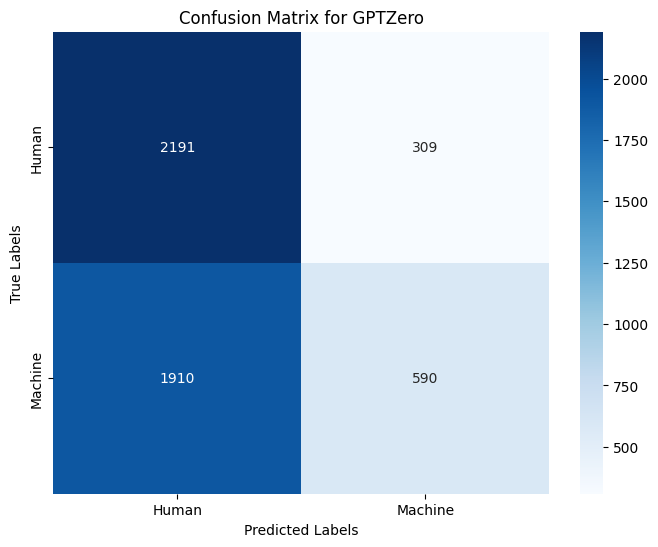 Confusion Matrix for GPTZero
True Labels
Human
Machine
2191
309
1910
590
Human
Machine
Predicted Labels
2000
1750
1500
1250
1000
750
500